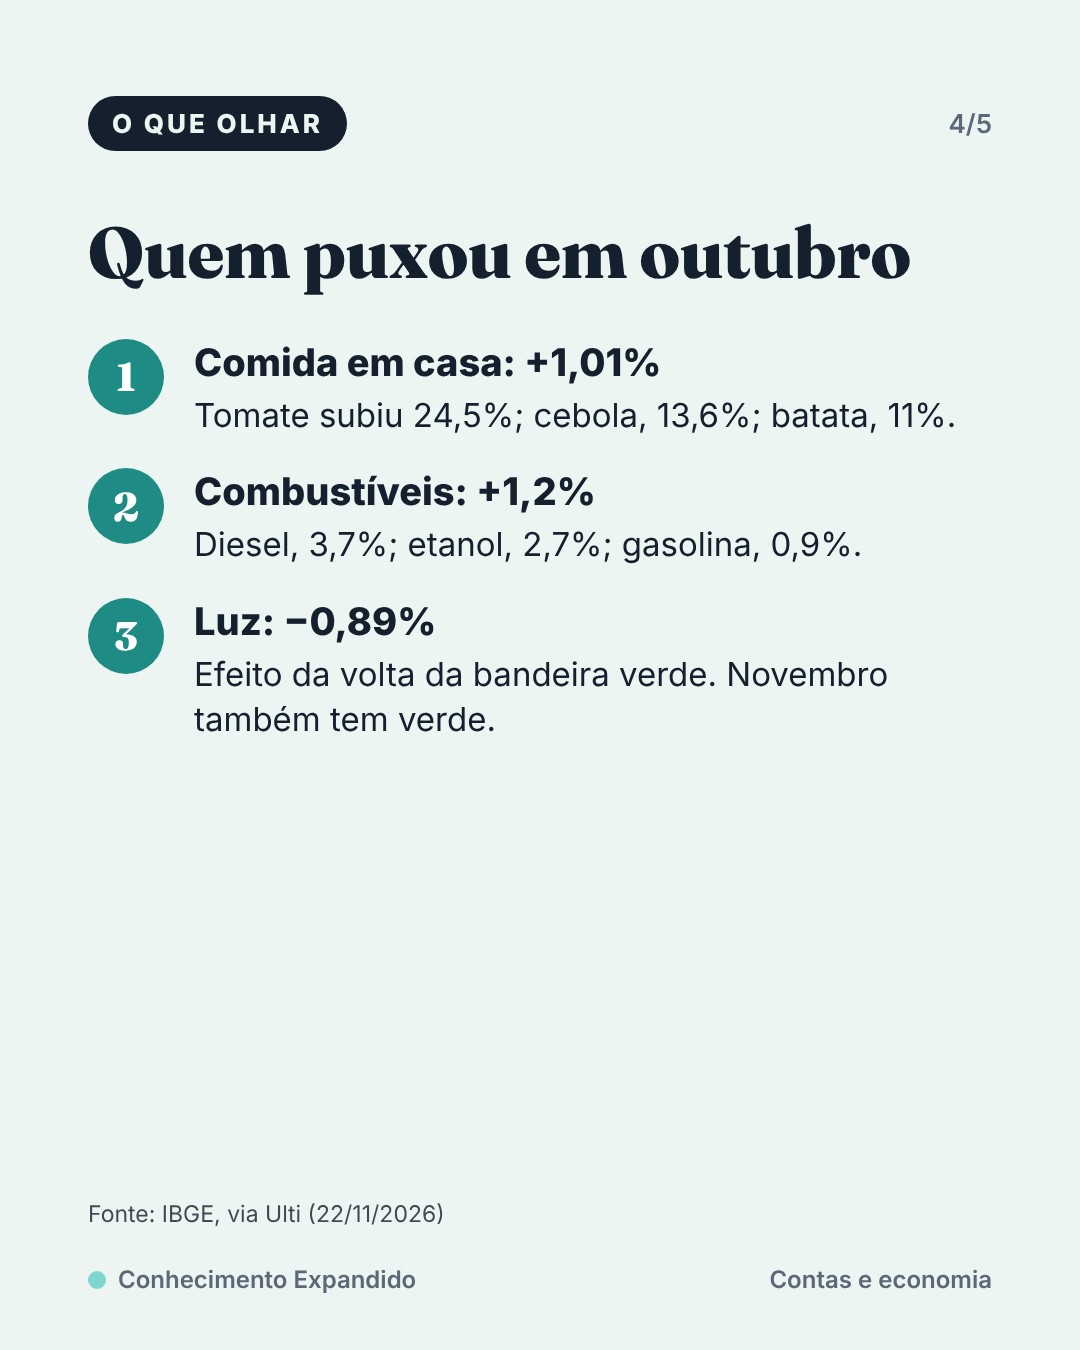 O QUE OLHAR
4/5
Quem puxou em outubro
1
Comida em casa: +1,01%
Tomate subiu 24,5%; cebola, 13,6%; batata, 11%.
2
Combustíveis: +1,2%
Diesel, 3,7%; etanol, 2,7%; gasolina, 0,9%.
3
Luz: −0,89%
Efeito da volta da bandeira verde. Novembro
também tem verde.
Fonte: IBGE, via Ulti (22/11/2026)
Conhecimento Expandido
Contas e economia